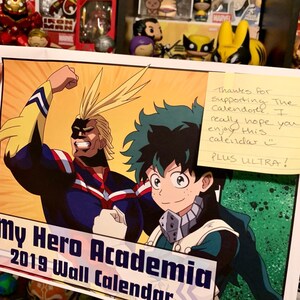 thanks for
supporting the
calendar! I
really hope you
enjoy this
calendar :)
PLUS ULTRA!
My Hero Academia
2019 Wall Calendar